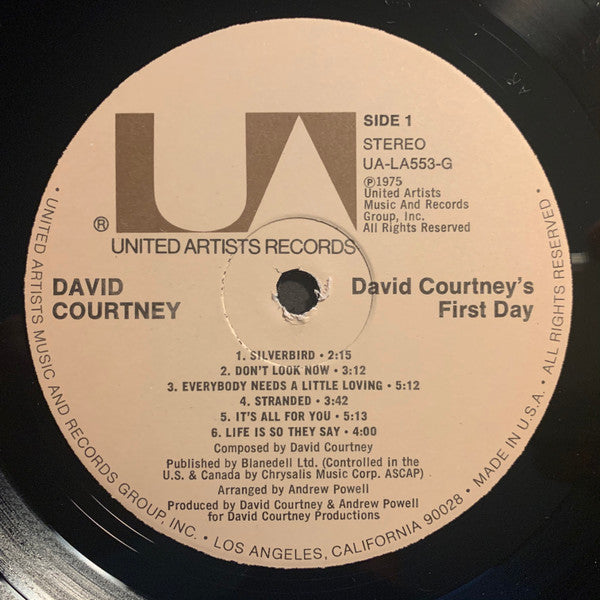 UA
SIDE 1
STEREO
UA-LA553-G
℗1975
United Artists
Music And Records
Group, Inc.
All Rights Reserved
®
UNITED ARTISTS RECORDS
DAVID
COURTNEY
David Courtney's
First Day
1. SILVERBIRD • 2:15
2. DON'T LOOK NOW • 3:12
3. EVERYBODY NEEDS A LITTLE LOVING • 5:12
4. STRANDED • 3:42
5. IT'S ALL FOR YOU • 5:13
6. LIFE IS SO THEY SAY • 4:00
Composed by David Courtney
Published by Blanedell Ltd. (Controlled in the
U.S. & Canada by Chrysalis Music Corp. ASCAP)
Arranged by Andrew Powell
Produced by David Courtney & Andrew Powell
for David Courtney Productions
• UNITED ARTISTS MUSIC AND RECORDS GROUP, INC. • LOS ANGELES, CALIFORNIA 90028 • MADE IN U.S.A. • ALL RIGHTS RESERVED •